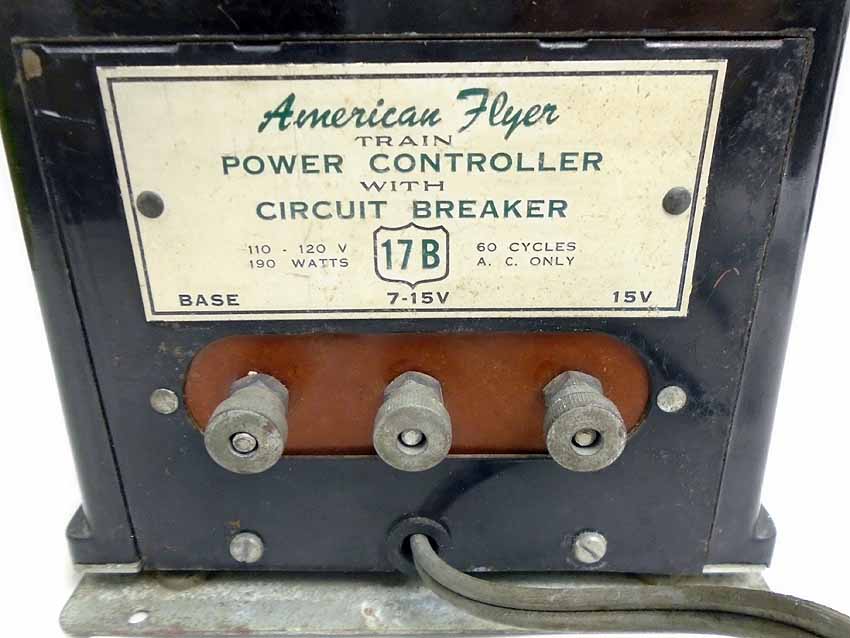 American Flyer
TRAIN
POWER CONTROLLER
WITH
CIRCUIT BREAKER
110 - 120 V
190 WATTS
17B
60 CYCLES
A. C. ONLY
BASE 7-15V 15V